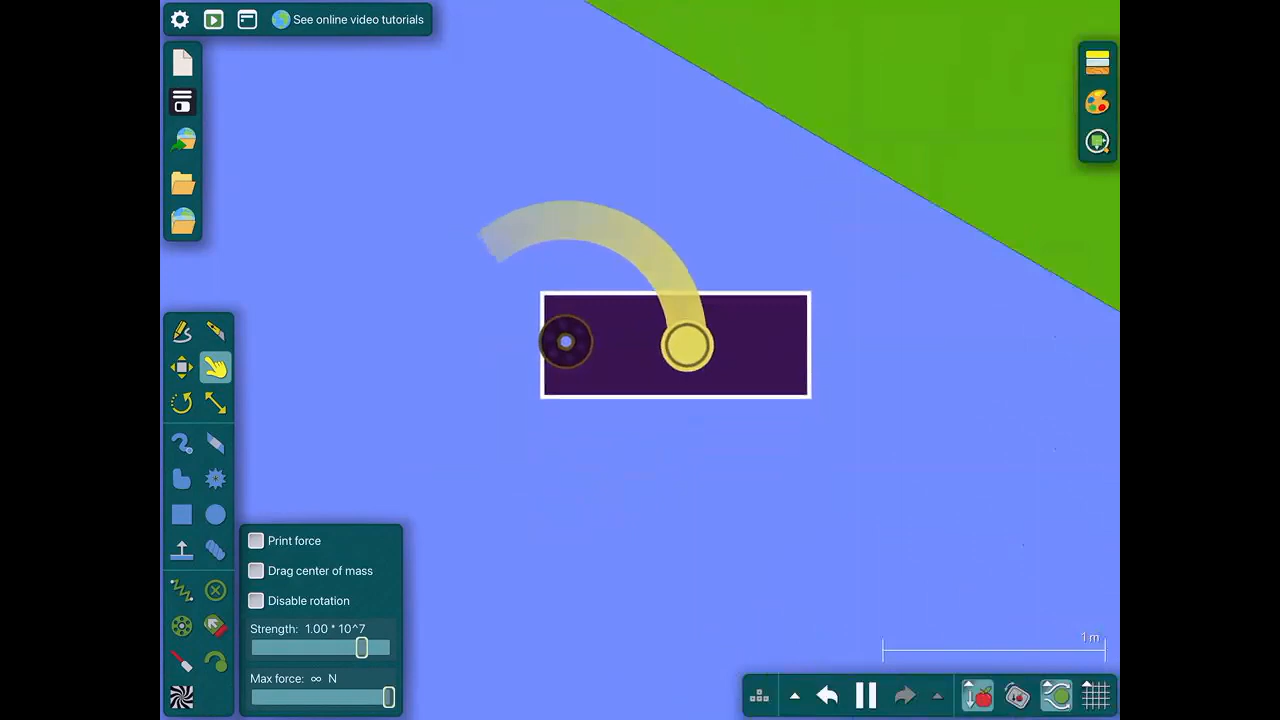 See online video tutorials
Print force
Drag center of mass
Disable rotation
Strength: 1.00 * 10^7
Max force: ∞ N
1 m